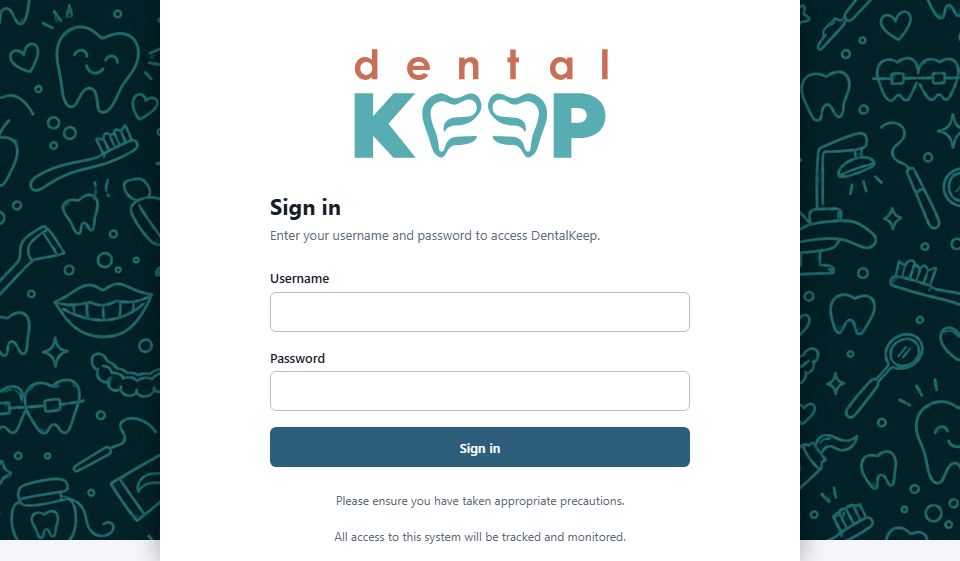 dental
KEEP
Sign in
Enter your username and password to access DentalKeep.
Username
Password
Sign in
Please ensure you have taken appropriate precautions.
All access to this system will be tracked and monitored.